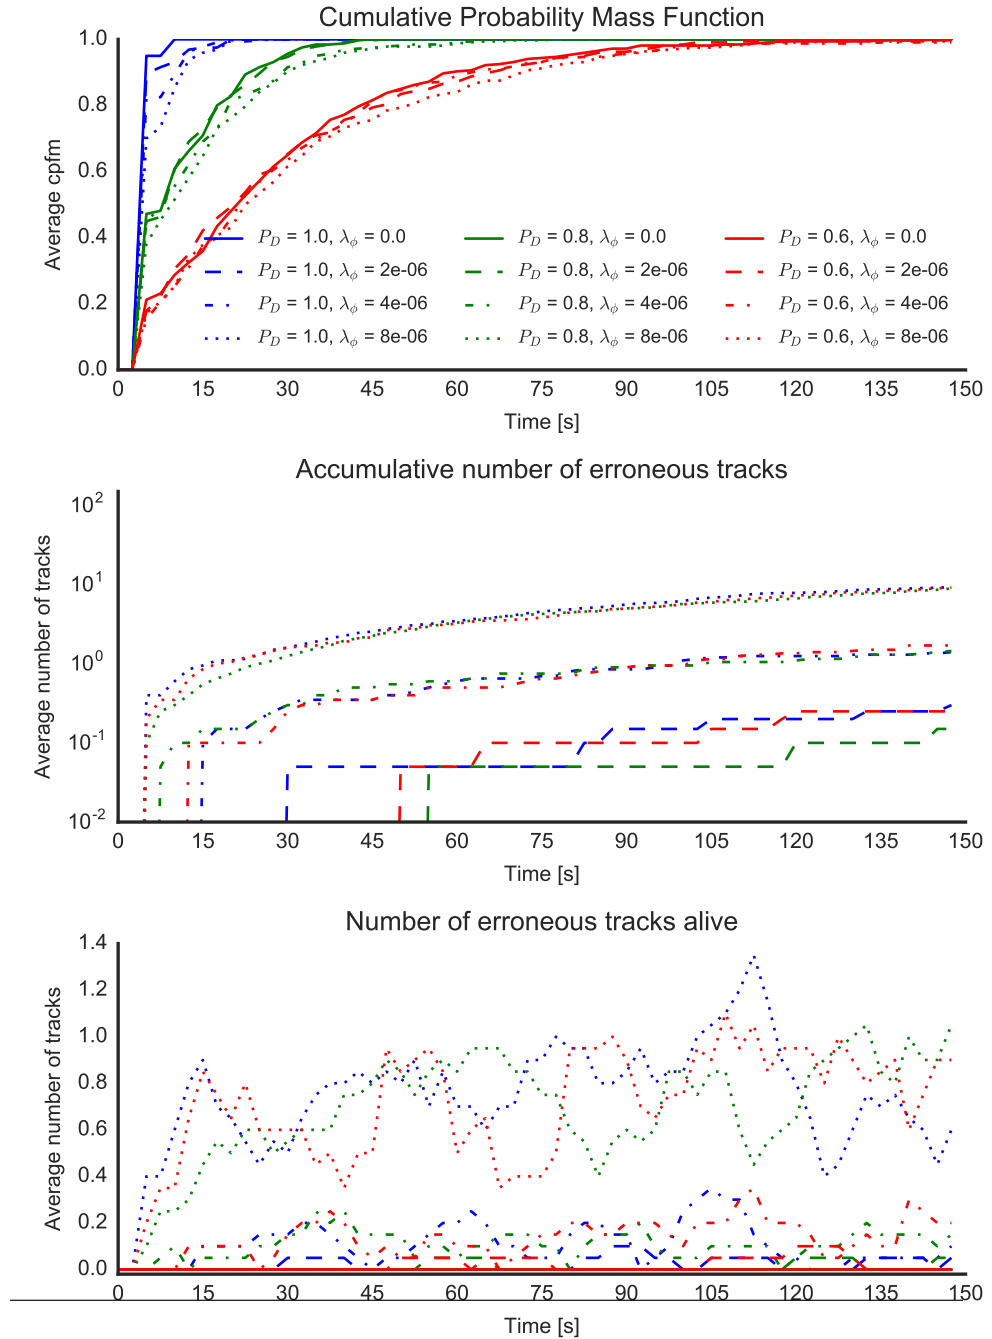 Cumulative Probability Mass Function
1.0
0.8
0.6
0.4
0.2
0.0
Average cpfm
P_D = 1.0, λ_ϕ = 0.0
P_D = 1.0, λ_ϕ = 2e-06
P_D = 1.0, λ_ϕ = 4e-06
P_D = 1.0, λ_ϕ = 8e-06
P_D = 0.8, λ_ϕ = 0.0
P_D = 0.8, λ_ϕ = 2e-06
P_D = 0.8, λ_ϕ = 4e-06
P_D = 0.8, λ_ϕ = 8e-06
P_D = 0.6, λ_ϕ = 0.0
P_D = 0.6, λ_ϕ = 2e-06
P_D = 0.6, λ_ϕ = 4e-06
P_D = 0.6, λ_ϕ = 8e-06
0 15 30 45 60 75 90 105 120 135 150
Time [s]
Accumulative number of erroneous tracks
10^2
10^1
10^0
10^-1
10^-2
Average number of tracks
0 15 30 45 60 75 90 105 120 135 150
Time [s]
Number of erroneous tracks alive
1.4
1.2
1.0
0.8
0.6
0.4
0.2
0.0
Average number of tracks
0 15 30 45 60 75 90 105 120 135 150
Time [s]